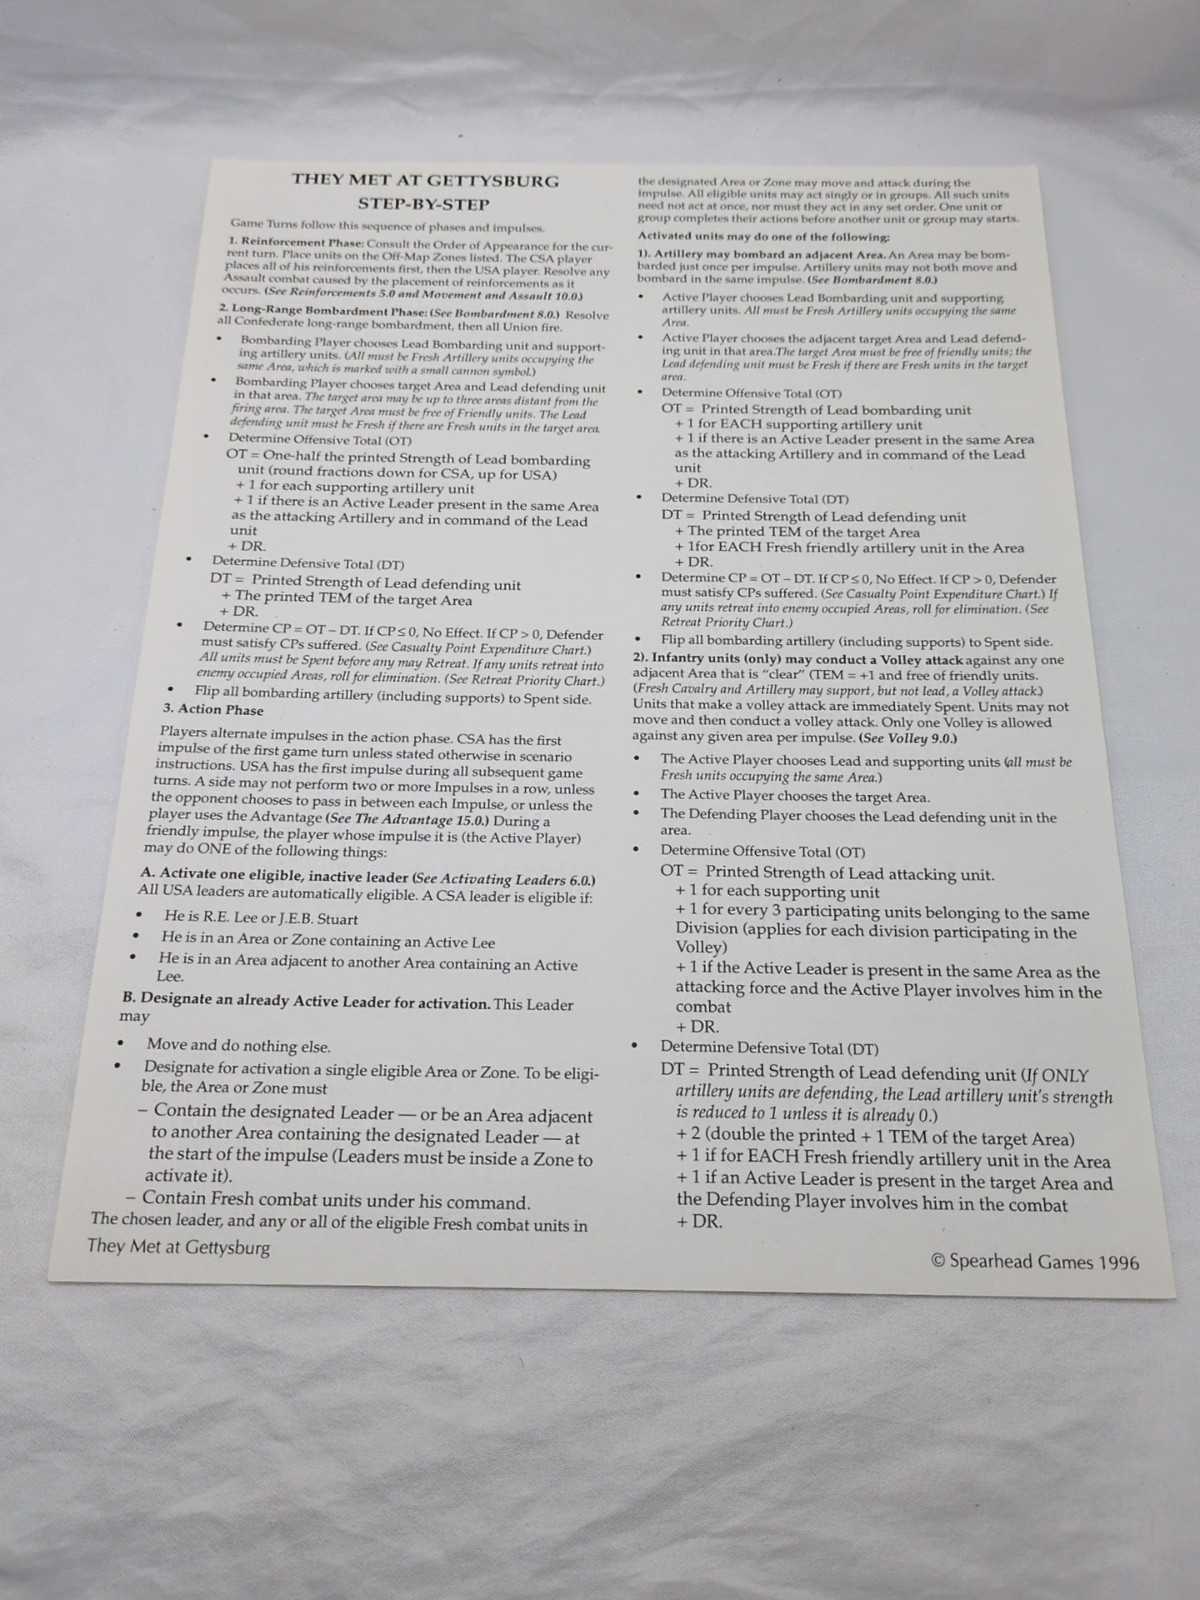 THEY MET AT GETTYSBURG
STEP-BY-STEP
Game Turns follow this sequence of phases and impulses.
1. Reinforcement Phase: Consult the Order of Appearance for the cur-
rent turn. Place units on the Off-Map Zones listed. The CSA player
places all of his reinforcements first, then the USA player. Resolve any
Assault combat caused by the placement of reinforcements as it
occurs. (See Reinforcements 5.0 and Movement and Assault 10.0)
2. Long-Range Bombardment Phase: (See Bombardment 8.0.) Resolve
all Confederate long-range bombardment, then all Union fire.
• Bombarding Player chooses Lead Bombarding unit and support-
ing artillery units. (All must be Fresh Artillery units occupying the
same Area, which is marked with a small cannon symbol.)
• Bombarding Player chooses target Area and Lead defending unit
in that area. The target area may be up to three areas distant from the
firing area. The target Area must be free of Friendly units. The Lead
defending unit must be Fresh if there are Fresh units in the target area.
• Determine Offensive Total (OT)
OT = One-half the printed Strength of Lead bombarding
unit (round fractions down for CSA, up for USA)
+ 1 for each supporting artillery unit
+ 1 if there is an Active Leader present in the same Area
as the attacking Artillery and in command of the Lead
unit
+ DR.
• Determine Defensive Total (DT)
DT = Printed Strength of Lead defending unit
+ The printed TEM of the target Area
+ DR.
• Determine CP = OT – DT. If CP ≤ 0, No Effect. If CP > 0, Defender
must satisfy CPs suffered. (See Casualty Point Expenditure Chart.)
All units must be Spent before any may Retreat. If any units retreat into
enemy occupied Areas, roll for elimination. (See Retreat Priority Chart.)
• Flip all bombarding artillery (including supports) to Spent side.
3. Action Phase
Players alternate impulses in the action phase. CSA has the first
impulse of the first game turn unless stated otherwise in scenario
instructions. USA has the first impulse during all subsequent game
turns. A side may not perform two or more Impulses in a row, unless
the opponent chooses to pass in between each Impulse, or unless the
player uses the Advantage (See The Advantage 15.0.) During a
friendly impulse, the player whose impulse it is (the Active Player)
may do ONE of the following things:
A. Activate one eligible, inactive leader (See Activating Leaders 6.0.)
All USA leaders are automatically eligible. A CSA leader is eligible if:
• He is R.E. Lee or J.E.B. Stuart
• He is in an Area or Zone containing an Active Lee
• He is in an Area adjacent to another Area containing an Active
Lee.
B. Designate an already Active Leader for activation. This Leader
may
• Move and do nothing else.
• Designate for activation a single eligible Area or Zone. To be eligi-
ble, the Area or Zone must
– Contain the designated Leader — or be an Area adjacent
to another Area containing the designated Leader — at
the start of the impulse (Leaders must be inside a Zone to
activate it).
– Contain Fresh combat units under his command.
The chosen leader, and any or all of the eligible Fresh combat units in
the designated Area or Zone may move and attack during the
impulse. All eligible units may act singly or in groups. All such units
need not act at once, nor must they act in any set order. One unit or
group completes their actions before another unit or group may starts.
Activated units may do one of the following:
1). Artillery may bombard an adjacent Area. An Area may be bom-
barded just once per impulse. Artillery units may not both move and
bombard in the same impulse. (See Bombardment 8.0.)
• Active Player chooses Lead Bombarding unit and supporting
artillery units. All must be Fresh Artillery units occupying the same
Area.
• Active Player chooses the adjacent target Area and Lead defend-
ing unit in that area. The target Area must be free of friendly units; the
Lead defending unit must be Fresh if there are Fresh units in the target
area.
• Determine Offensive Total (OT)
OT = Printed Strength of Lead bombarding unit
+ 1 for EACH supporting artillery unit
+ 1 if there is an Active Leader present in the same Area
as the attacking Artillery and in command of the Lead
unit
+ DR.
• Determine Defensive Total (DT)
DT = Printed Strength of Lead defending unit
+ The printed TEM of the target Area
+ 1for EACH Fresh friendly artillery unit in the Area
+ DR.
• Determine CP = OT – DT. If CP ≤ 0, No Effect. If CP > 0, Defender
must satisfy CPs suffered. (See Casualty Point Expenditure Chart.) If
any units retreat into enemy occupied Areas, roll for elimination. (See
Retreat Priority Chart.)
• Flip all bombarding artillery (including supports) to Spent side.
2). Infantry units (only) may conduct a Volley attack against any one
adjacent Area that is "clear" (TEM = +1 and free of friendly units.
(Fresh Cavalry and Artillery may support, but not lead, a Volley attack.)
Units that make a volley attack are immediately Spent. Units may not
move and then conduct a volley attack. Only one Volley is allowed
against any given area per impulse. (See Volley 9.0.)
• The Active Player chooses Lead and supporting units (all must be
Fresh units occupying the same Area.)
• The Active Player chooses the target Area.
• The Defending Player chooses the Lead defending unit in the
area.
• Determine Offensive Total (OT)
OT = Printed Strength of Lead attacking unit.
+ 1 for each supporting unit
+ 1 for every 3 participating units belonging to the same
Division (applies for each division participating in the
Volley)
+ 1 if the Active Leader is present in the same Area as the
attacking force and the Active Player involves him in the
combat
+ DR.
• Determine Defensive Total (DT)
DT = Printed Strength of Lead defending unit (If ONLY
artillery units are defending, the Lead artillery unit's strength
is reduced to 1 unless it is already 0.)
+ 2 (double the printed + 1 TEM of the target Area)
+ 1 if for EACH Fresh friendly artillery unit in the Area
+ 1 if an Active Leader is present in the target Area and
the Defending Player involves him in the combat
+ DR.
They Met at Gettysburg
© Spearhead Games 1996